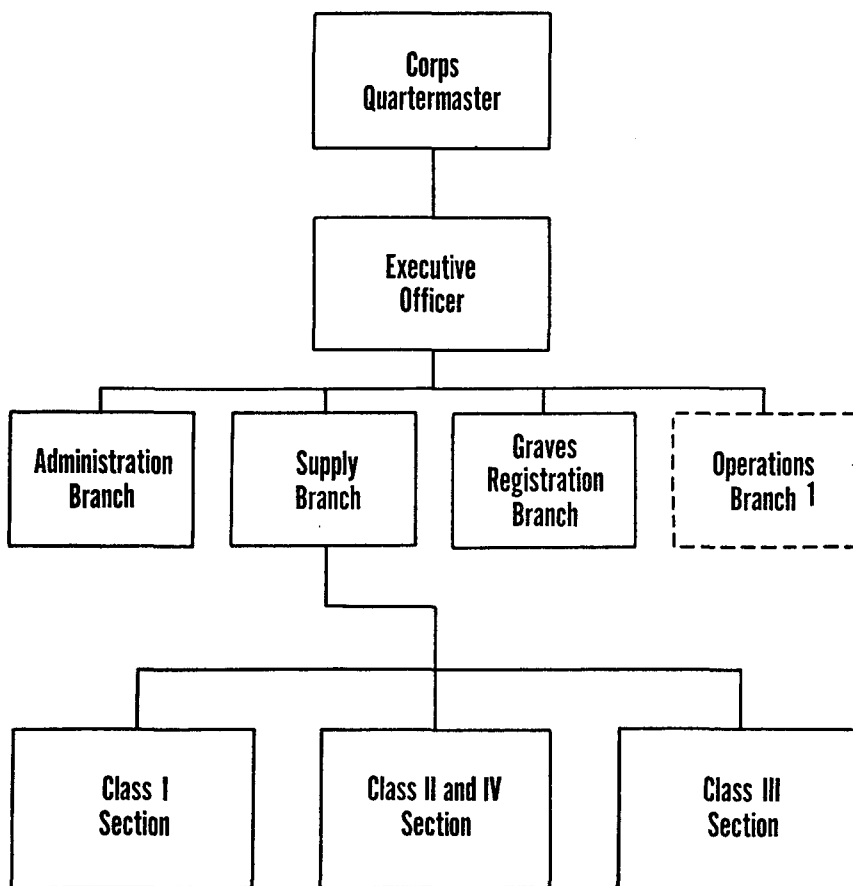 Corps
Quartermaster
Executive
Officer
Administration
Branch
Supply
Branch
Graves
Registration
Branch
Operations
Branch 1
Class I
Section
Class II and IV
Section
Class III
Section